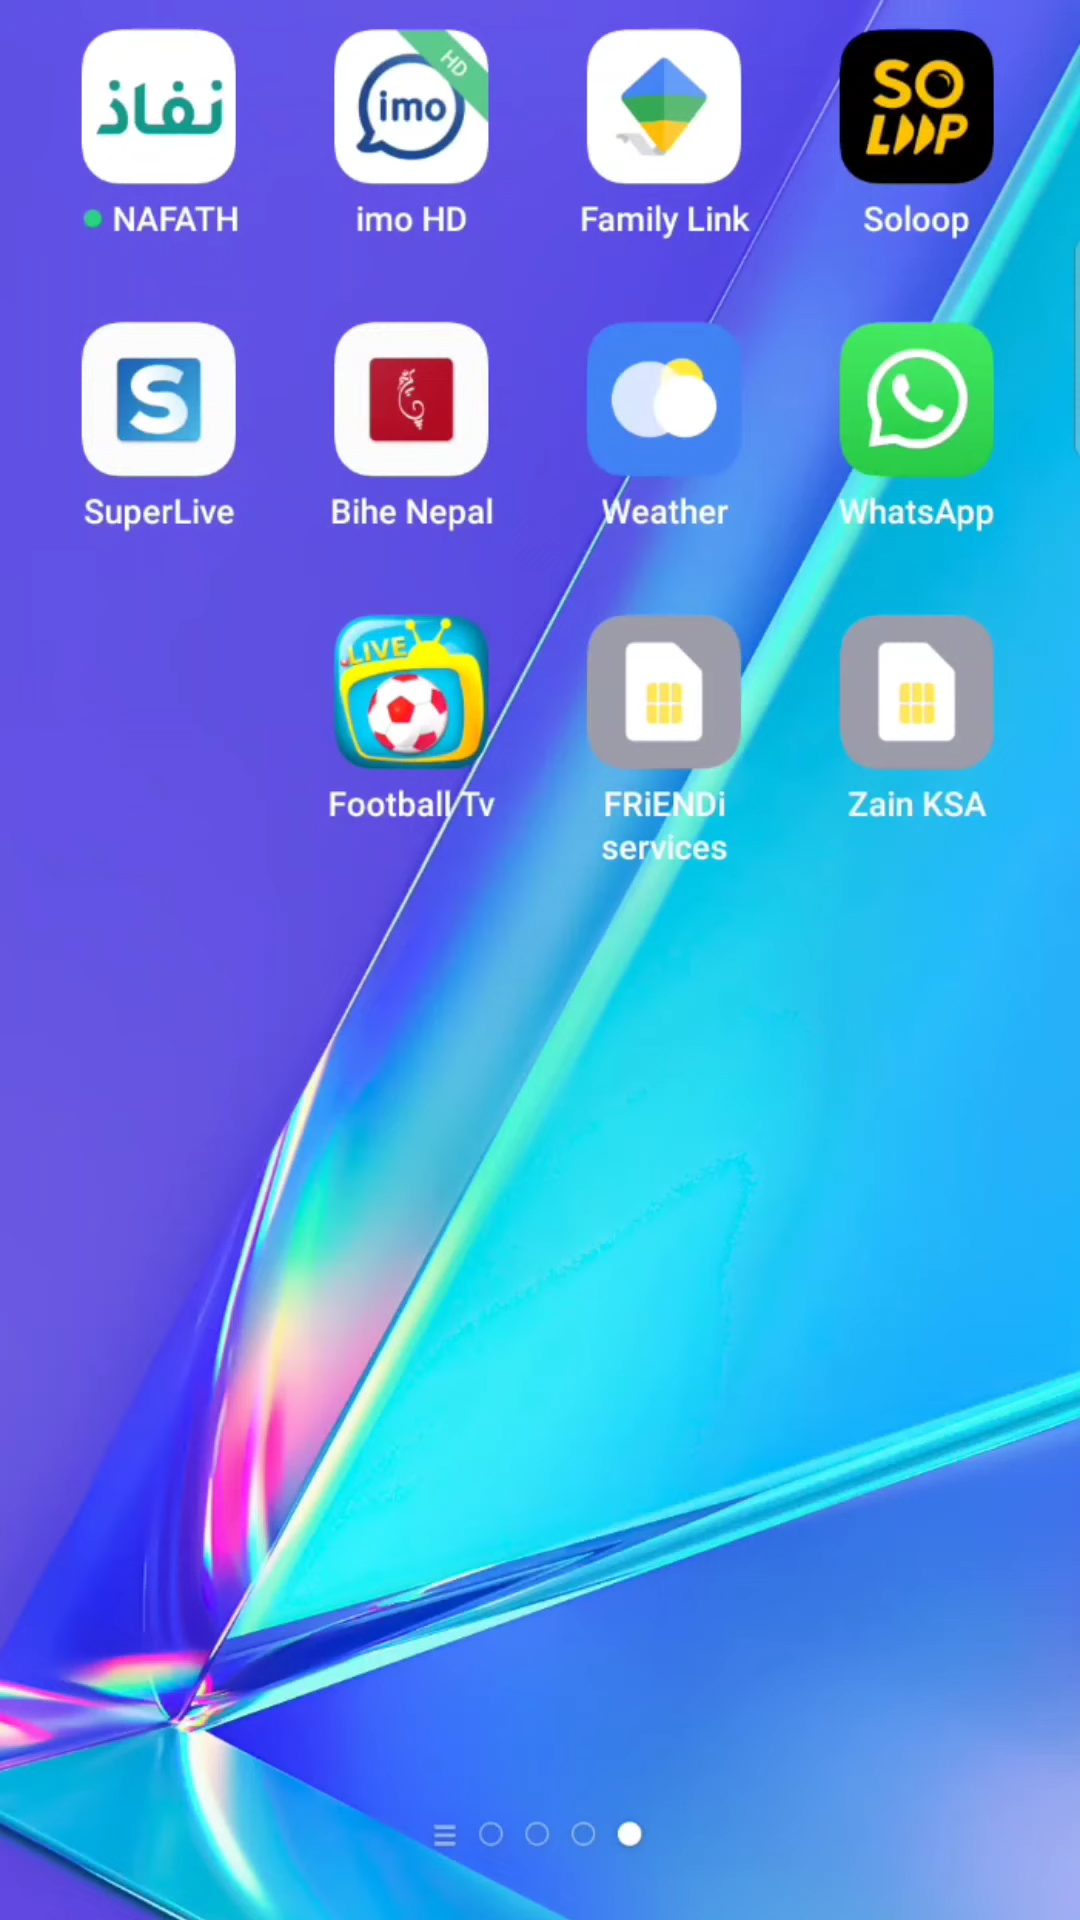 نفاذ
imo
HD
SO
LOOP
NAFATH
imo HD
Family Link
Soloop
S
SuperLive
Bihe Nepal
Weather
WhatsApp
LIVE
Football Tv
FRiENDi
services
Zain KSA